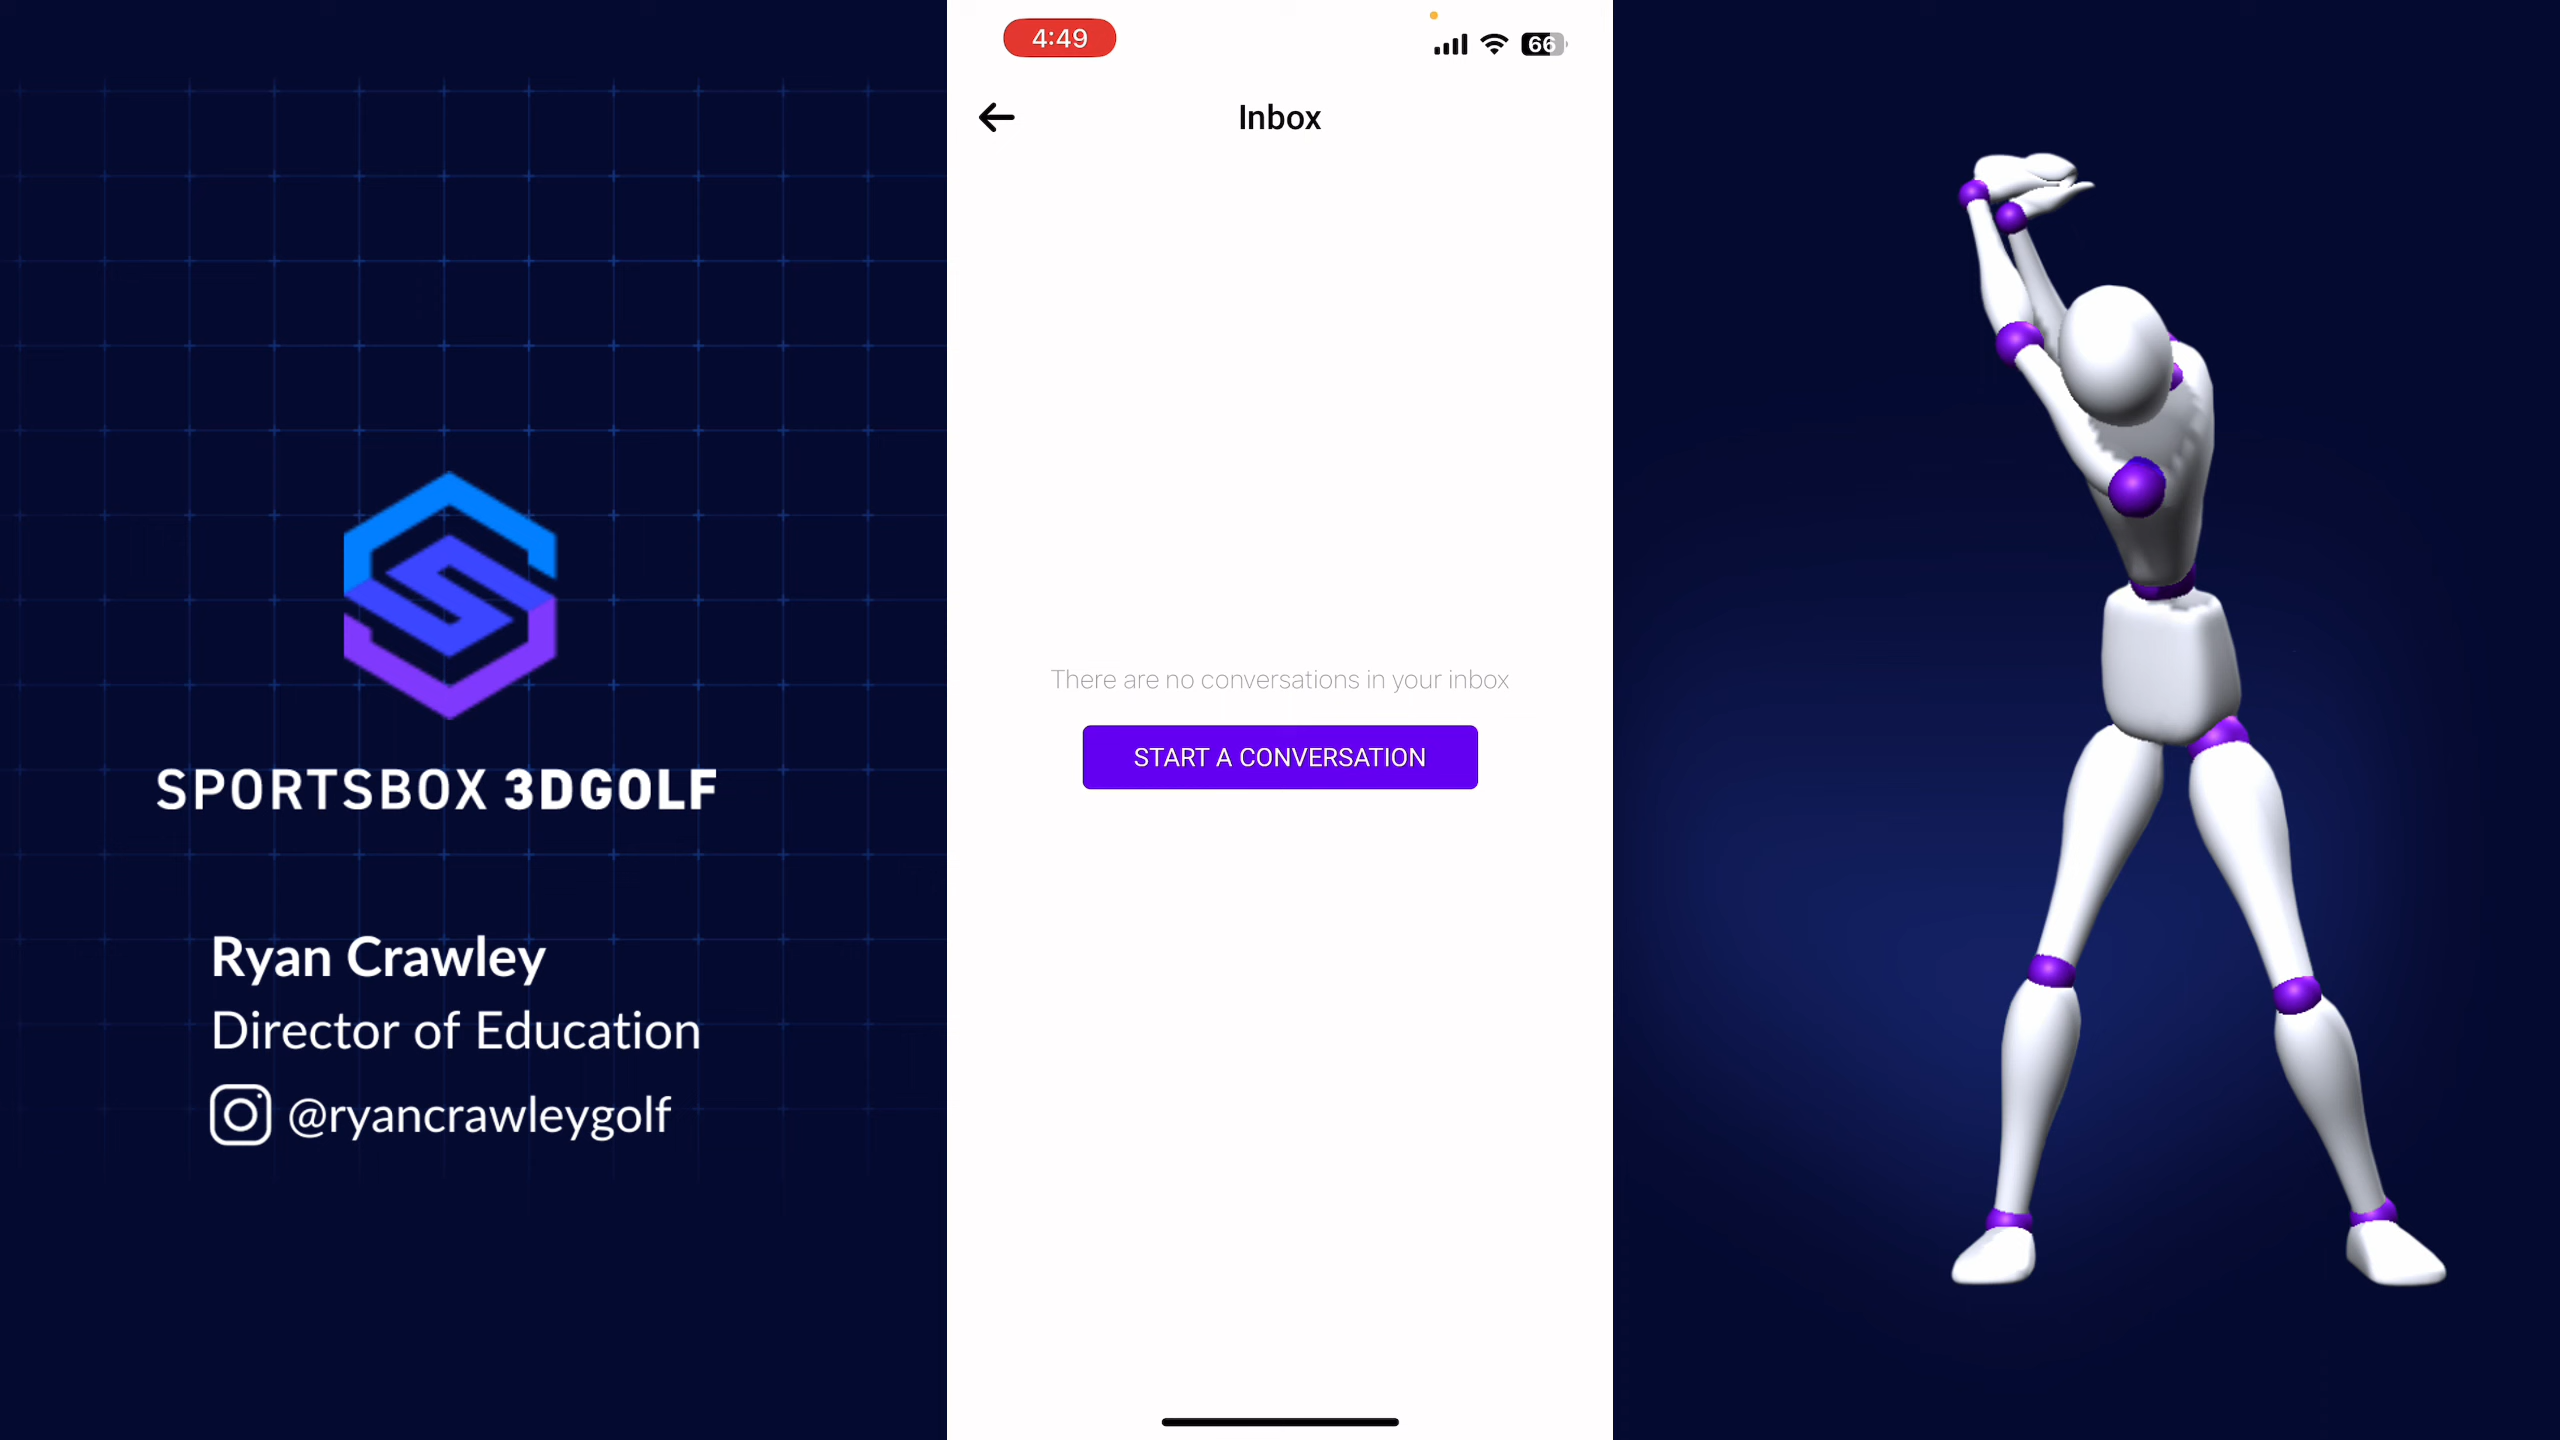 SPORTSBOX 3DGOLF
Ryan Crawley
Director of Education
@ryancrawleygolf
4:49
66
Inbox
There are no conversations in your inbox
START A CONVERSATION